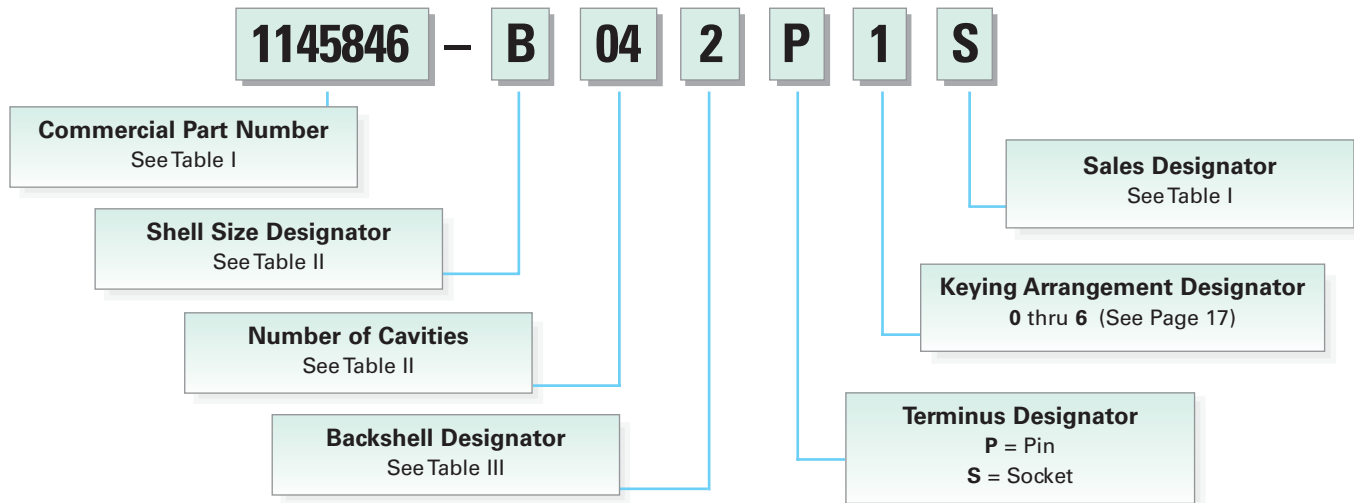 1145846 – B 04 2 P 1 S
Commercial Part Number
See Table I
Shell Size Designator
See Table II
Number of Cavities
See Table II
Backshell Designator
See Table III
Sales Designator
See Table I
Keying Arrangement Designator
0 thru 6 (See Page 17)
Terminus Designator
P = Pin
S = Socket